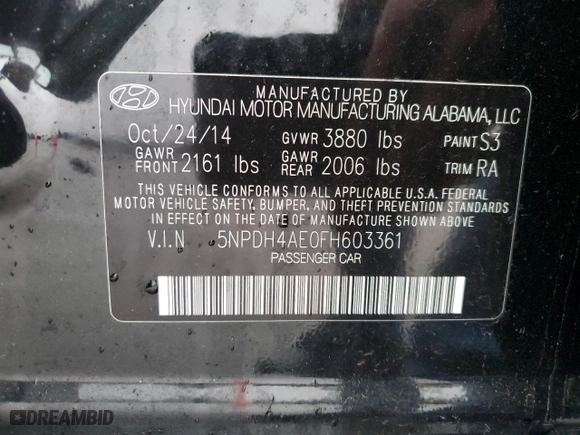 MANUFACTURED BY
HYUNDAI MOTOR MANUFACTURING ALABAMA, LLC
Oct/24/14 GVWR 3880 lbs PAINT S3
GAWR FRONT 2161 lbs GAWR REAR 2006 lbs TRIM RA
THIS VEHICLE CONFORMS TO ALL APPLICABLE U.S.A. FEDERAL
MOTOR VEHICLE SAFETY, BUMPER, AND THEFT PREVENTION STANDARDS
IN EFFECT ON THE DATE OF MANUFACTURE SHOWN ABOVE
V.I.N 5NPDH4AE0FH603361
PASSENGER CAR
DREAMBID